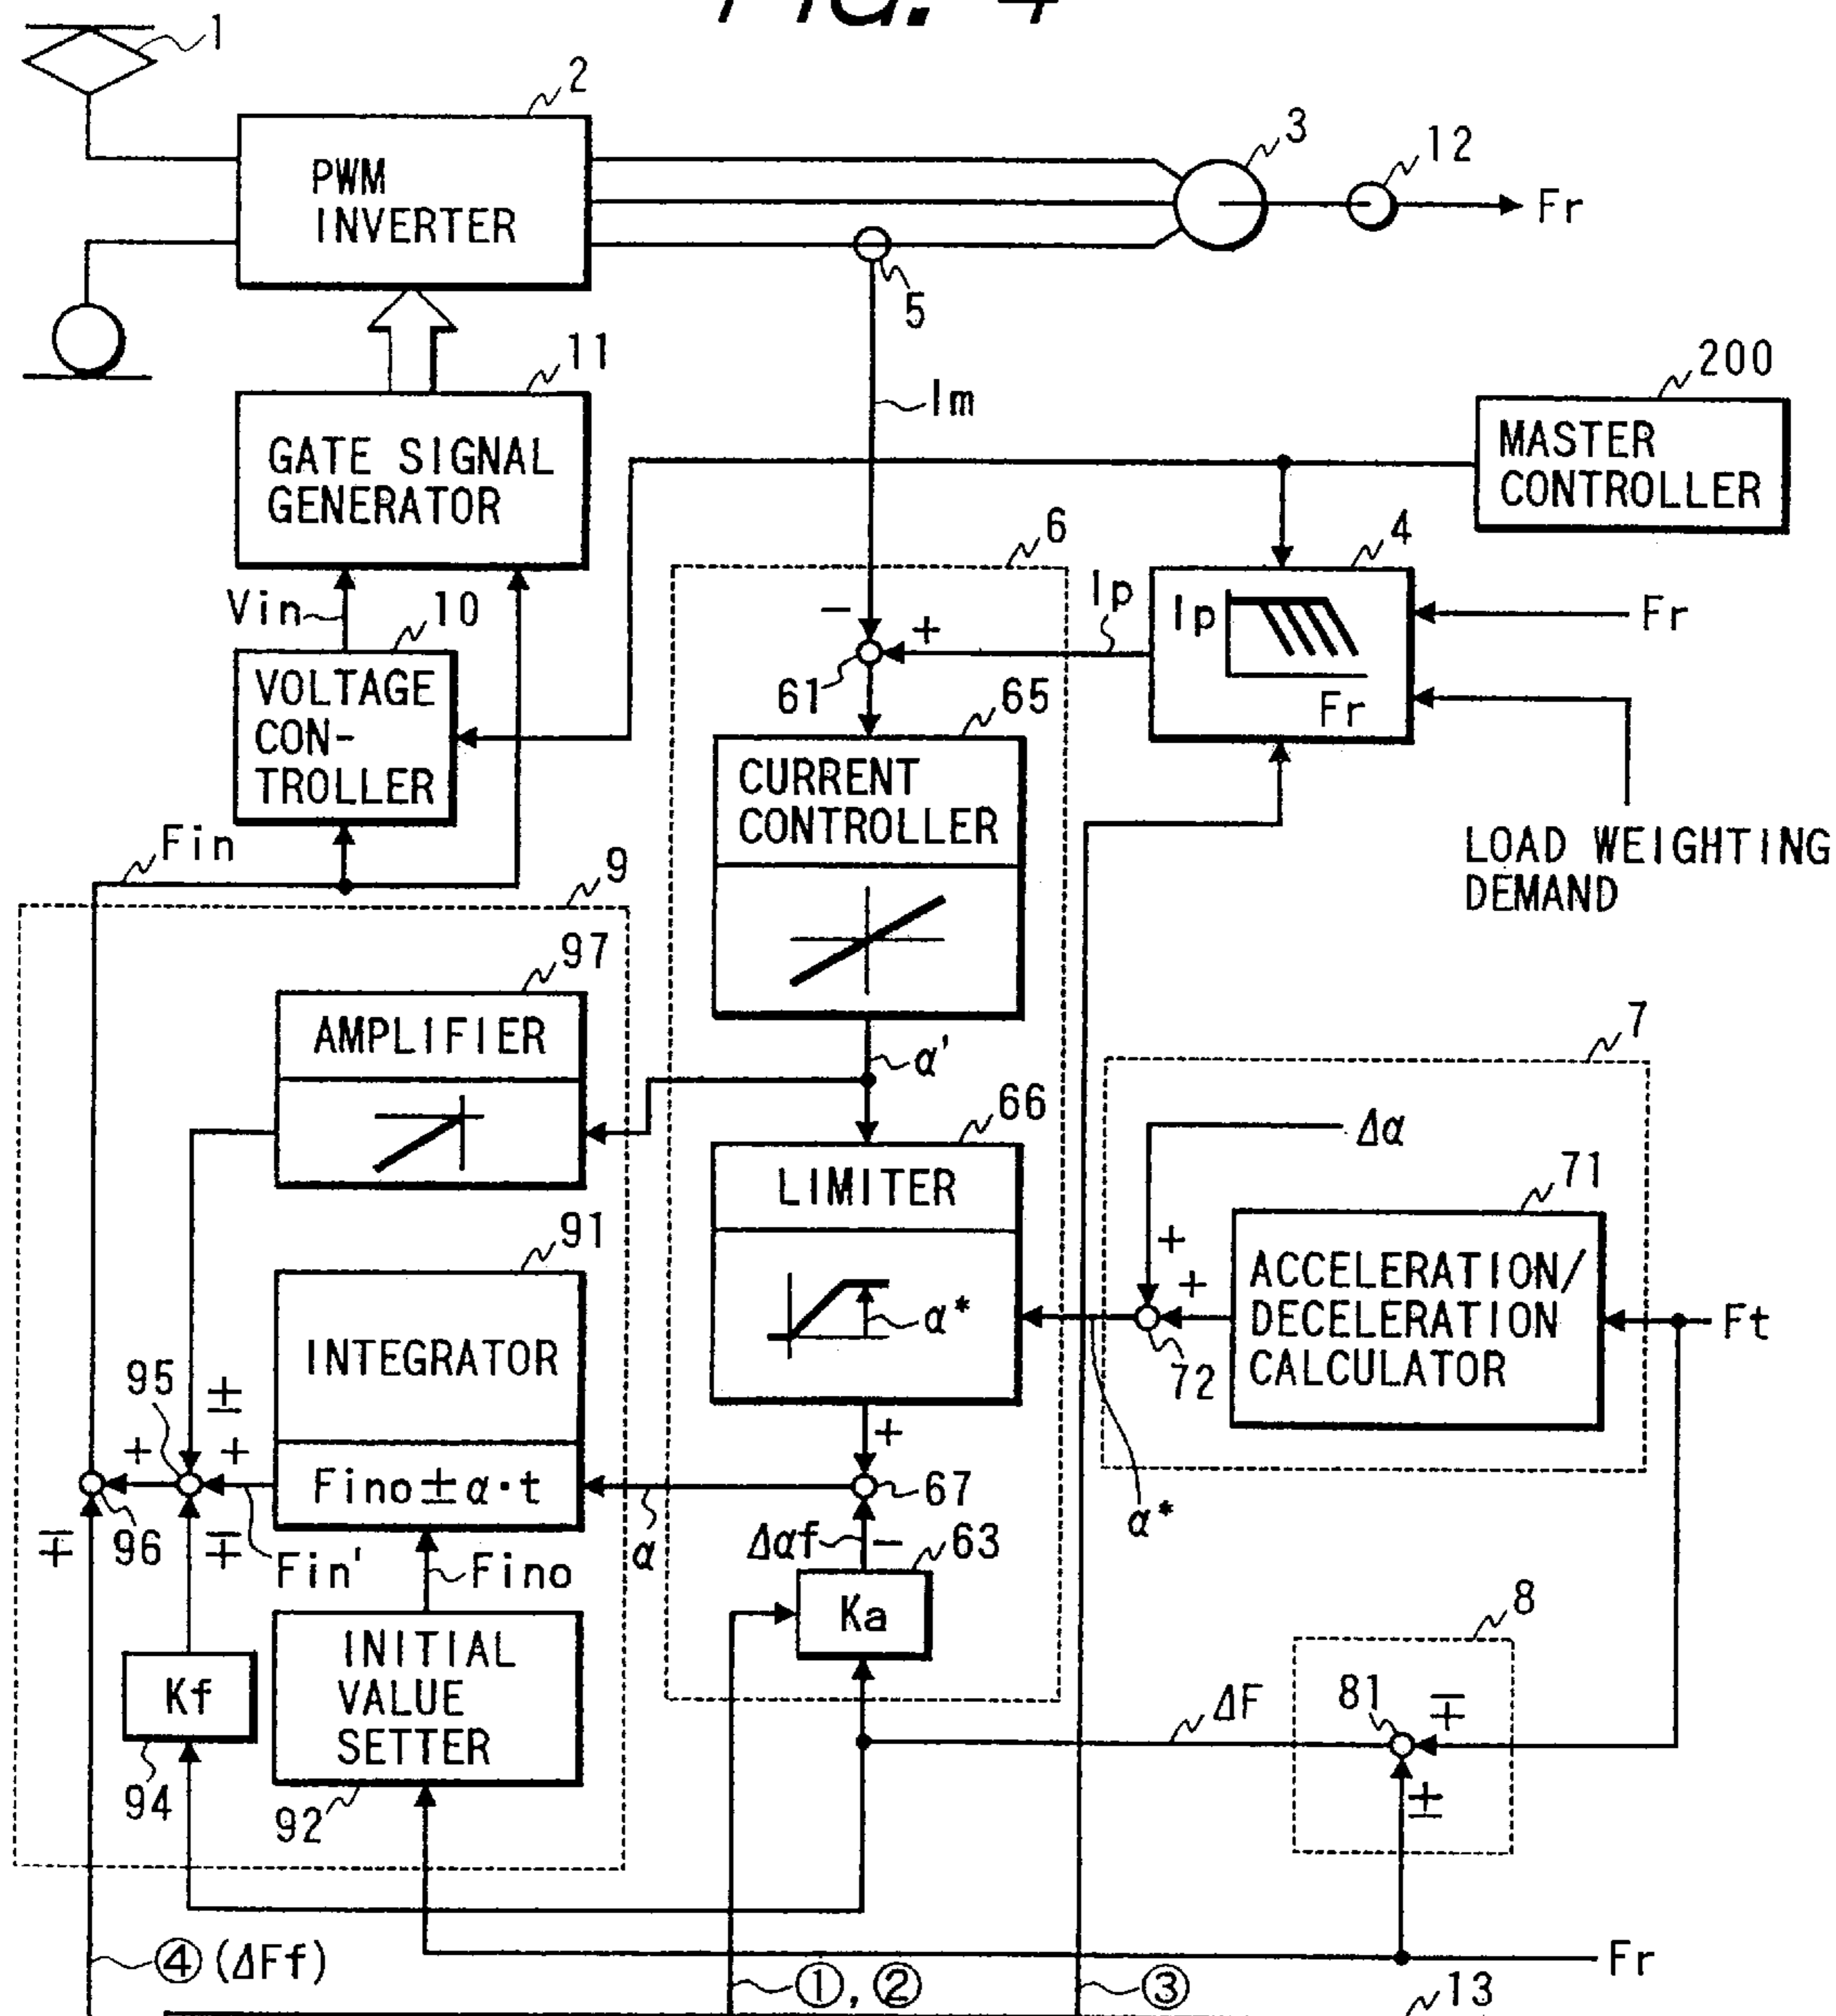 FIG. 4
1
2
PWM
INVERTER
3
12
Fr
5
11
Im
200
GATE SIGNAL
GENERATOR
MASTER
CONTROLLER
6
4
Vin
10
−
+
Ip
Ip
Fr
Fr
61
VOLTAGE
CON-
TROLLER
65
CURRENT
CONTROLLER
LOAD WEIGHTING
DEMAND
Fin
9
97
AMPLIFIER
α'
7
66
Δα
LIMITER
71
91
α*
+
+
ACCELERATION/
DECELERATION
CALCULATOR
Ft
INTEGRATOR
72
95
±
+
+
+
Fino±α·t
67
α*
96
∓
∓
Fin'
Fino
α
Δαf
−
63
Ka
8
INITIAL
VALUE
SETTER
Kf
ΔF
81
∓
±
94
92
④(ΔFf)
①,②
③
Fr
13